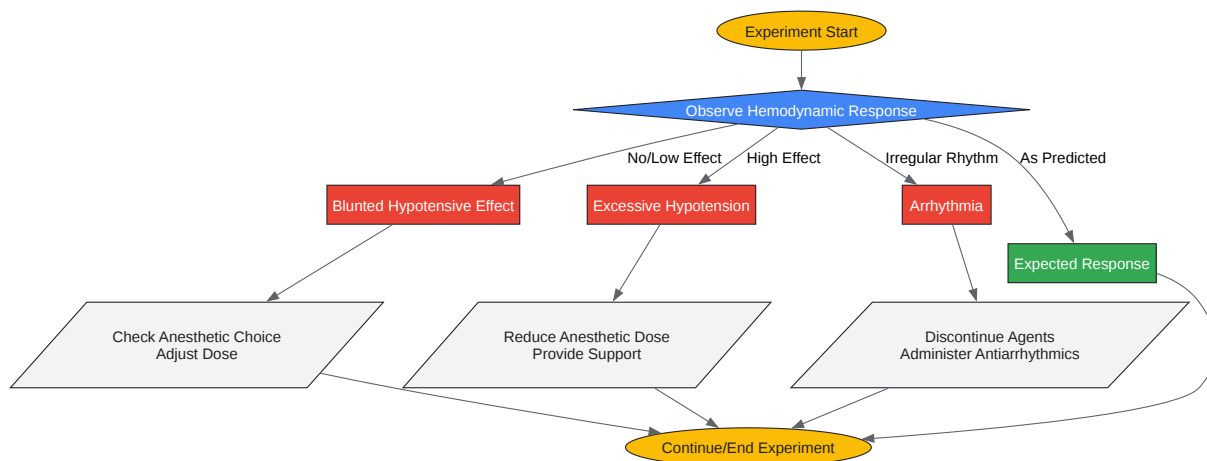 Experiment Start
Observe Hemodynamic Response
No/Low Effect
High Effect
Irregular Rhythm
As Predicted
Blunted Hypotensive Effect
Excessive Hypotension
Arrhythmia
Expected Response
Check Anesthetic Choice
Adjust Dose
Reduce Anesthetic Dose
Provide Support
Discontinue Agents
Administer Antiarrhythmics
Continue/End Experiment